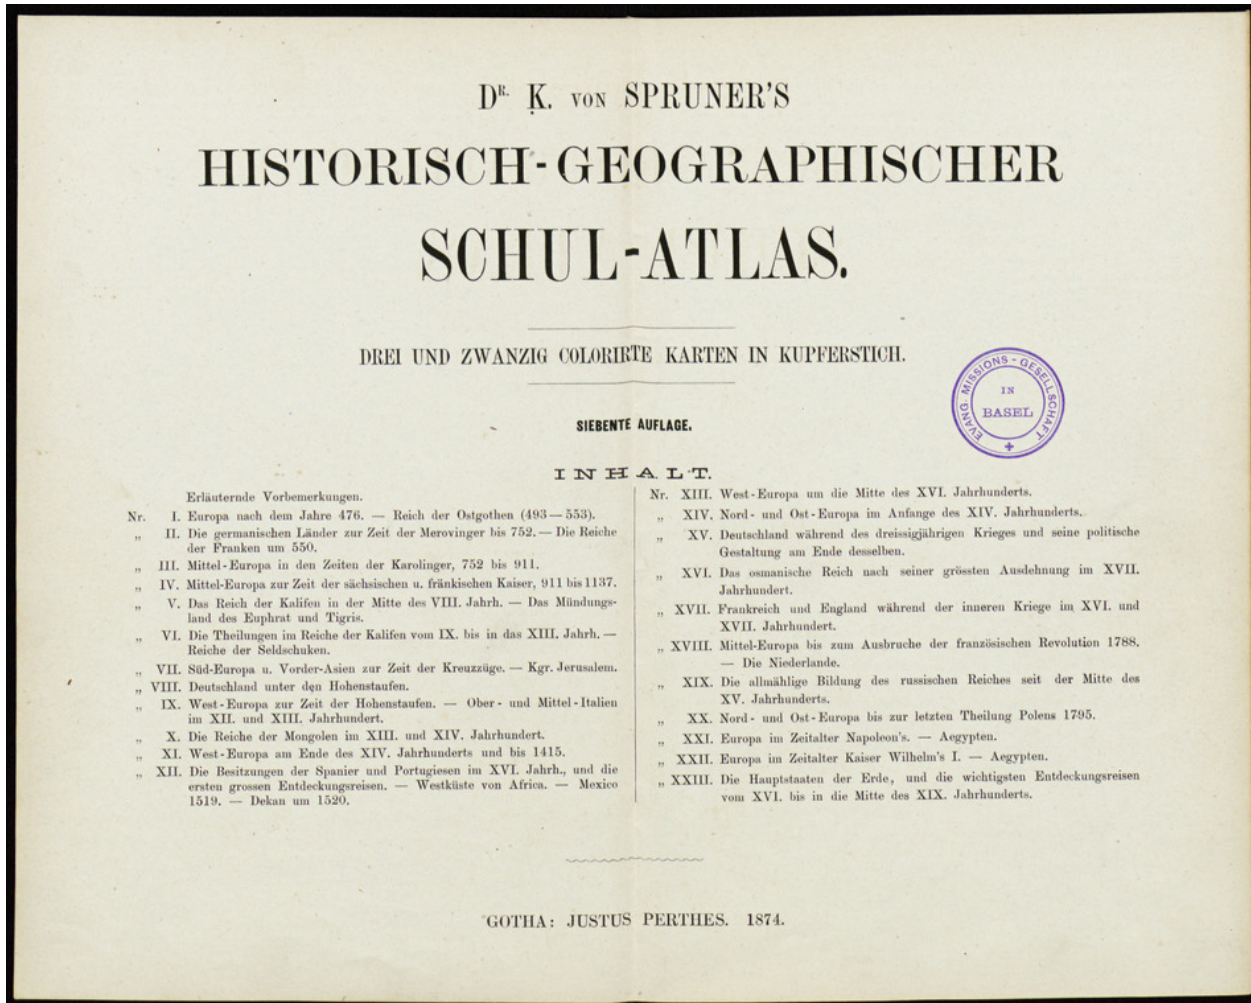 DR. K. VON SPRUNER'S
HISTORISCH-GEOGRAPHISCHER
SCHUL-ATLAS.
DREI UND ZWANZIG COLORIRTE KARTEN IN KUPFERSTICH.
EVANG. MISSIONS-GESELLSCHAFT
IN
BASEL
SIEBENTE AUFLAGE.
INHALT.
Erläuternde Vorbemerkungen.
Nr. I. Europa nach dem Jahre 476. — Reich der Ostgothen (493—553).
„ II. Die germanischen Länder zur Zeit der Merovinger bis 752. — Die Reiche
der Franken um 550.
„ III. Mittel-Europa in den Zeiten der Karolinger, 752 bis 911.
„ IV. Mittel-Europa zur Zeit der sächsischen u. fränkischen Kaiser, 911 bis 1137.
„ V. Das Reich der Kalifen in der Mitte des VIII. Jahrh. — Das Mündungs-
land des Euphrat und Tigris.
„ VI. Die Theilungen im Reiche der Kalifen vom IX. bis in das XIII. Jahrh. —
Reiche der Seldschuken.
„ VII. Süd-Europa u. Vorder-Asien zur Zeit der Kreuzzüge. — Kgr. Jerusalem.
„ VIII. Deutschland unter den Hohenstaufen.
„ IX. West-Europa zur Zeit der Hohenstaufen. — Ober- und Mittel-Italien
im XII. und XIII. Jahrhundert.
„ X. Die Reiche der Mongolen im XIII. und XIV. Jahrhundert.
„ XI. West-Europa am Ende des XIV. Jahrhunderts und bis 1415.
„ XII. Die Besitzungen der Spanier und Portugiesen im XVI. Jahrh., und die
ersten grossen Entdeckungsreisen. — Westküste von Africa. — Mexico
1519. — Dekan um 1520.
Nr. XIII. West-Europa um die Mitte des XVI. Jahrhunderts.
„ XIV. Nord- und Ost-Europa im Anfange des XIV. Jahrhunderts.
„ XV. Deutschland während des dreissigjährigen Krieges und seine politische
Gestaltung am Ende desselben.
„ XVI. Das osmanische Reich nach seiner grössten Ausdehnung im XVII.
Jahrhundert.
„ XVII. Frankreich und England während der inneren Kriege im XVI. und
XVII. Jahrhundert.
„ XVIII. Mittel-Europa bis zum Ausbruche der französischen Revolution 1788.
— Die Niederlande.
„ XIX. Die allmählige Bildung des russischen Reiches seit der Mitte des
XV. Jahrhunderts.
„ XX. Nord- und Ost-Europa bis zur letzten Theilung Polens 1795.
„ XXI. Europa im Zeitalter Napoleon's. — Aegypten.
„ XXII. Europa im Zeitalter Kaiser Wilhelm's I. — Aegypten.
„ XXIII. Die Hauptstaaten der Erde, und die wichtigsten Entdeckungsreisen
vom XVI. bis in die Mitte des XIX. Jahrhunderts.
GOTHA: JUSTUS PERTHES. 1874.